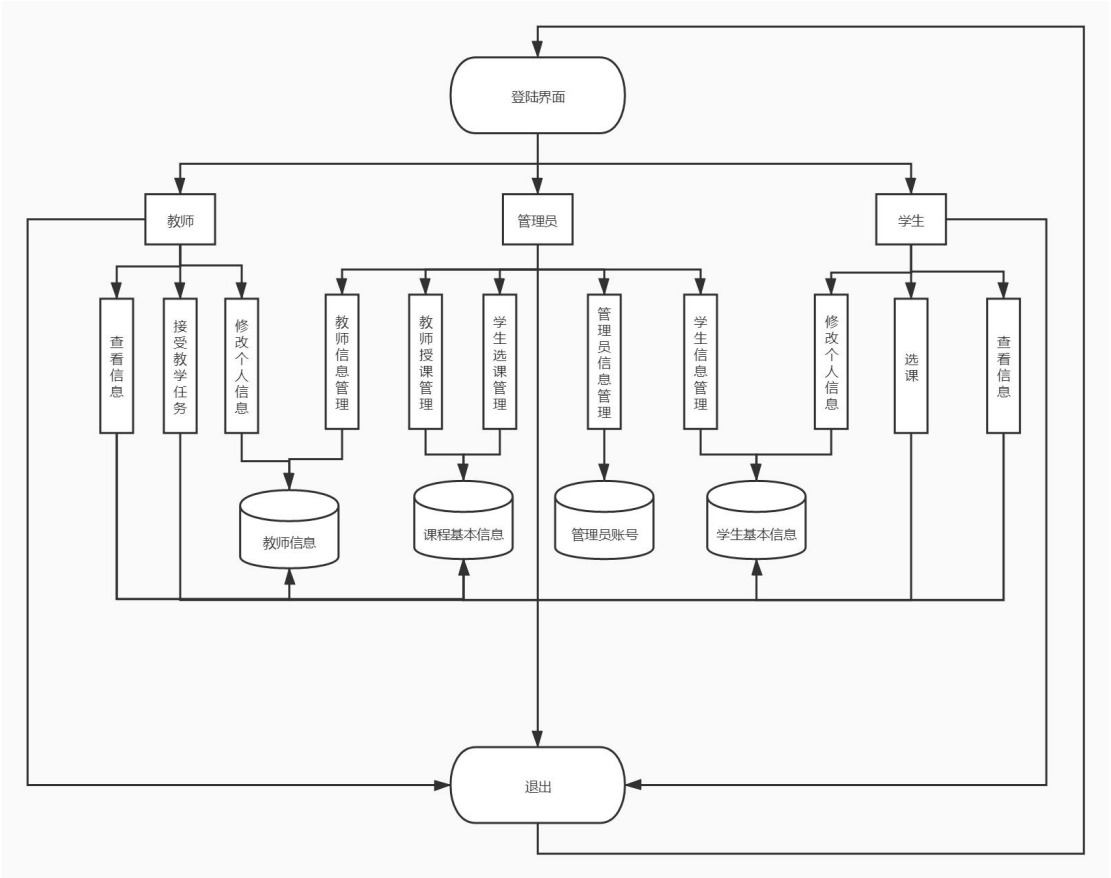 登陆界面
教师
管理员
学生
查看信息
接受教学任务
修改个人信息
教师信息管理
教师授课管理
学生选课管理
管理员信息管理
学生信息管理
修改个人信息
选课
查看信息
教师信息
课程基本信息
管理员账号
学生基本信息
退出